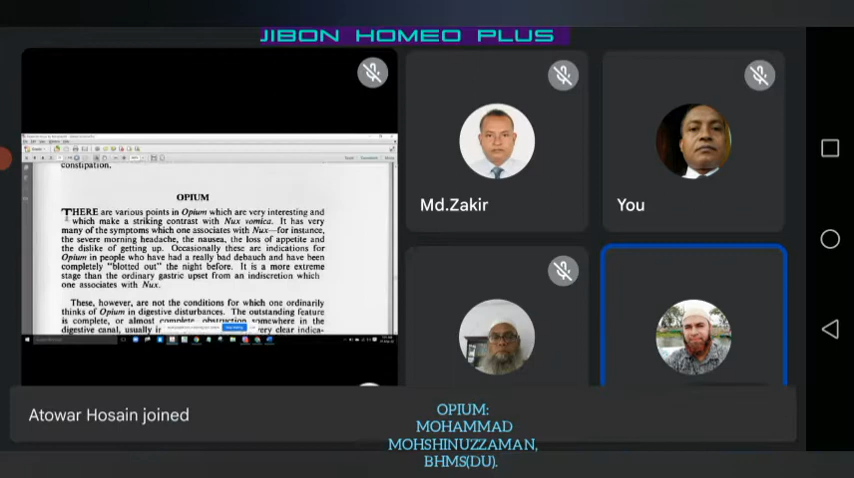 JIBON HOMEO PLUS
constipation.
OPIUM
THERE are various points in Opium which are very interesting and
which make a striking contrast with Nux vomica. It has very
many of the symptoms which one associates with Nux—for instance,
the severe morning headache, the nausea, the loss of appetite and
the dislike of getting up. Occasionally these are indications for
Opium in people who have had a really bad debauch and have been
completely "blotted out" the night before. It is a more extreme
stage than the ordinary gastric upset from an indiscretion which
one associates with Nux.
These, however, are not the conditions for which one ordinarily
thinks of Opium in digestive disturbances. The outstanding feature
is complete, or almost complete, obstruction somewhere in the
digestive canal, usually very clear indica-
Md.Zakir
You
Atowar Hosain joined
OPIUM:
MOHAMMAD
MOHSHINUZZAMAN,
BHMS(DU).